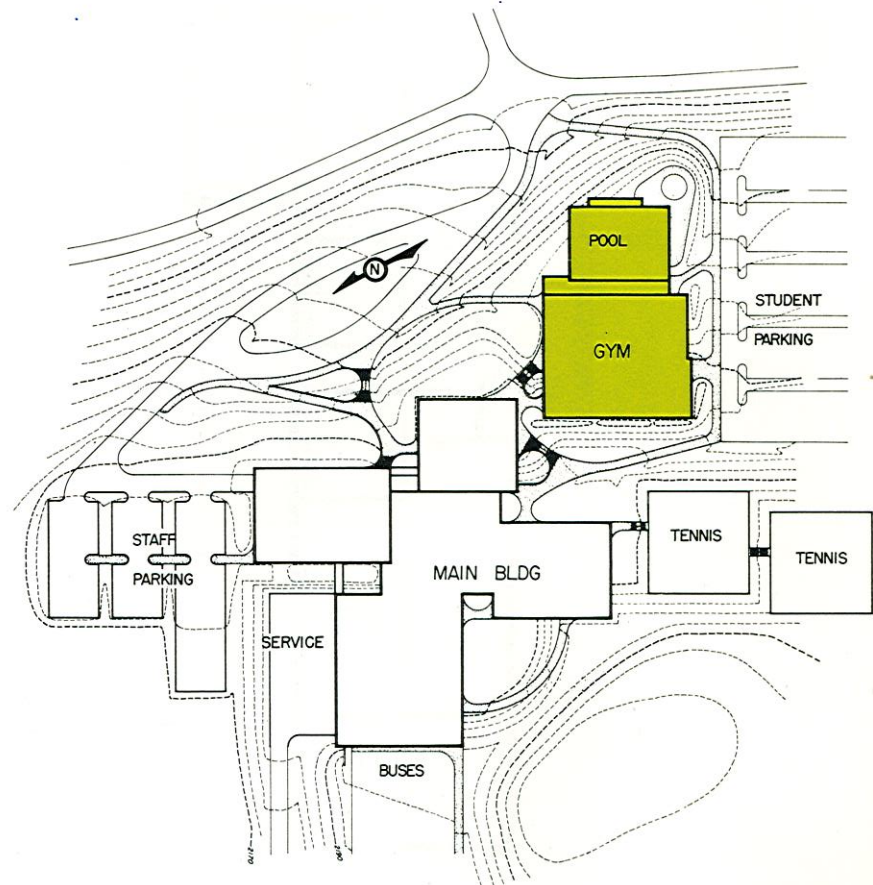 POOL
N
STUDENT
PARKING
GYM
STAFF
PARKING
MAIN BLDG
TENNIS
TENNIS
SERVICE
BUSES